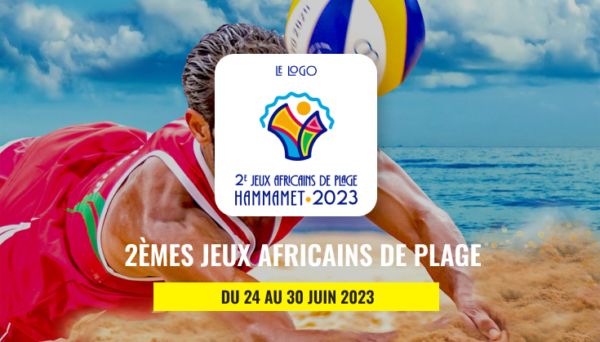 LE LOGO
2E JEUX AFRICAINS DE PLAGE
HAMMAMET • 2023
2ÈMES JEUX AFRICAINS DE PLAGE
DU 24 AU 30 JUIN 2023